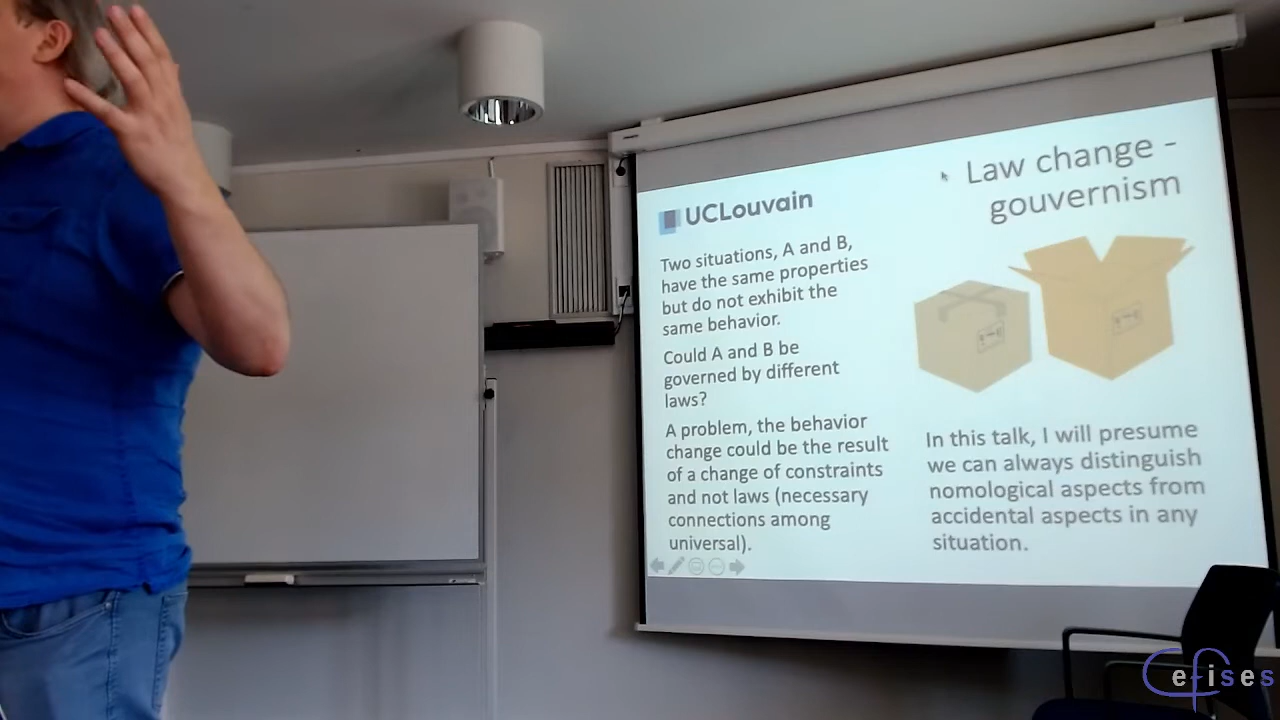 Law change -
gouvernism
UCLouvain
Two situations, A and B,
have the same properties
but do not exhibit the
same behavior.
Could A and B be
governed by different
laws?
A problem, the behavior
change could be the result
of a change of constraints
and not laws (necessary
connections among
universal).
In this talk, I will presume
we can always distinguish
nomological aspects from
accidental aspects in any
situation.
Cefises